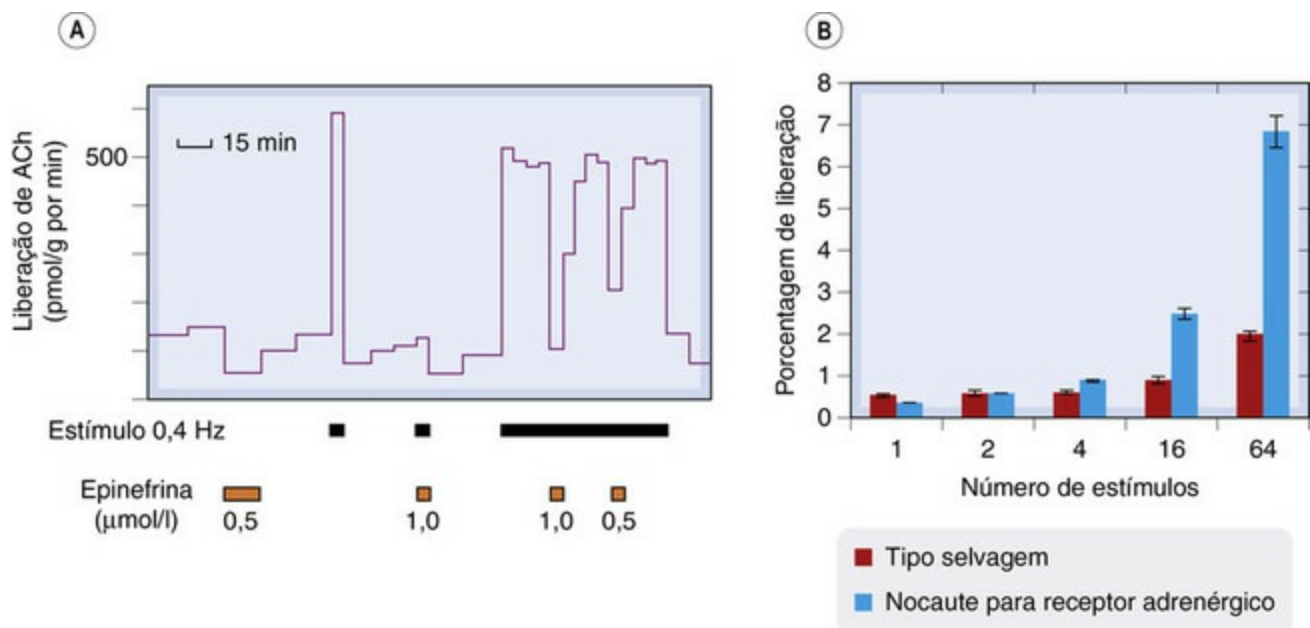 A
Liberação de ACh
(pmol/g por min)
500
15 min
Estímulo 0,4 Hz
Epinefrina
(μmol/l)
0,5
1,0
1,0
0,5
B
Porcentagem de liberação
8
7
6
5
4
3
2
1
0
1
2
4
16
64
Número de estímulos
Tipo selvagem
Nocaute para receptor adrenérgico